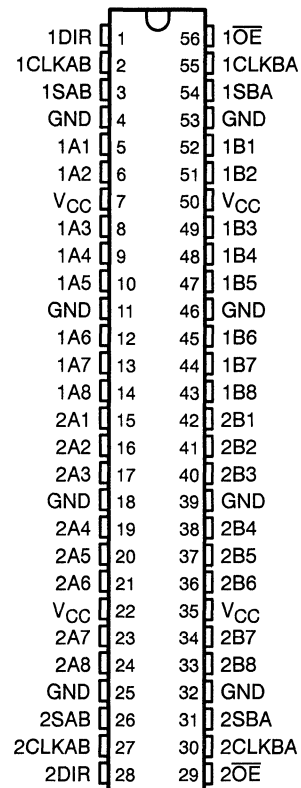 1DIR 1 56 1O̅E̅
1CLKAB 2 55 1CLKBA
1SAB 3 54 1SBA
GND 4 53 GND
1A1 5 52 1B1
1A2 6 51 1B2
VCC 7 50 VCC
1A3 8 49 1B3
1A4 9 48 1B4
1A5 10 47 1B5
GND 11 46 GND
1A6 12 45 1B6
1A7 13 44 1B7
1A8 14 43 1B8
2A1 15 42 2B1
2A2 16 41 2B2
2A3 17 40 2B3
GND 18 39 GND
2A4 19 38 2B4
2A5 20 37 2B5
2A6 21 36 2B6
VCC 22 35 VCC
2A7 23 34 2B7
2A8 24 33 2B8
GND 25 32 GND
2SAB 26 31 2SBA
2CLKAB 27 30 2CLKBA
2DIR 28 29 2O̅E̅